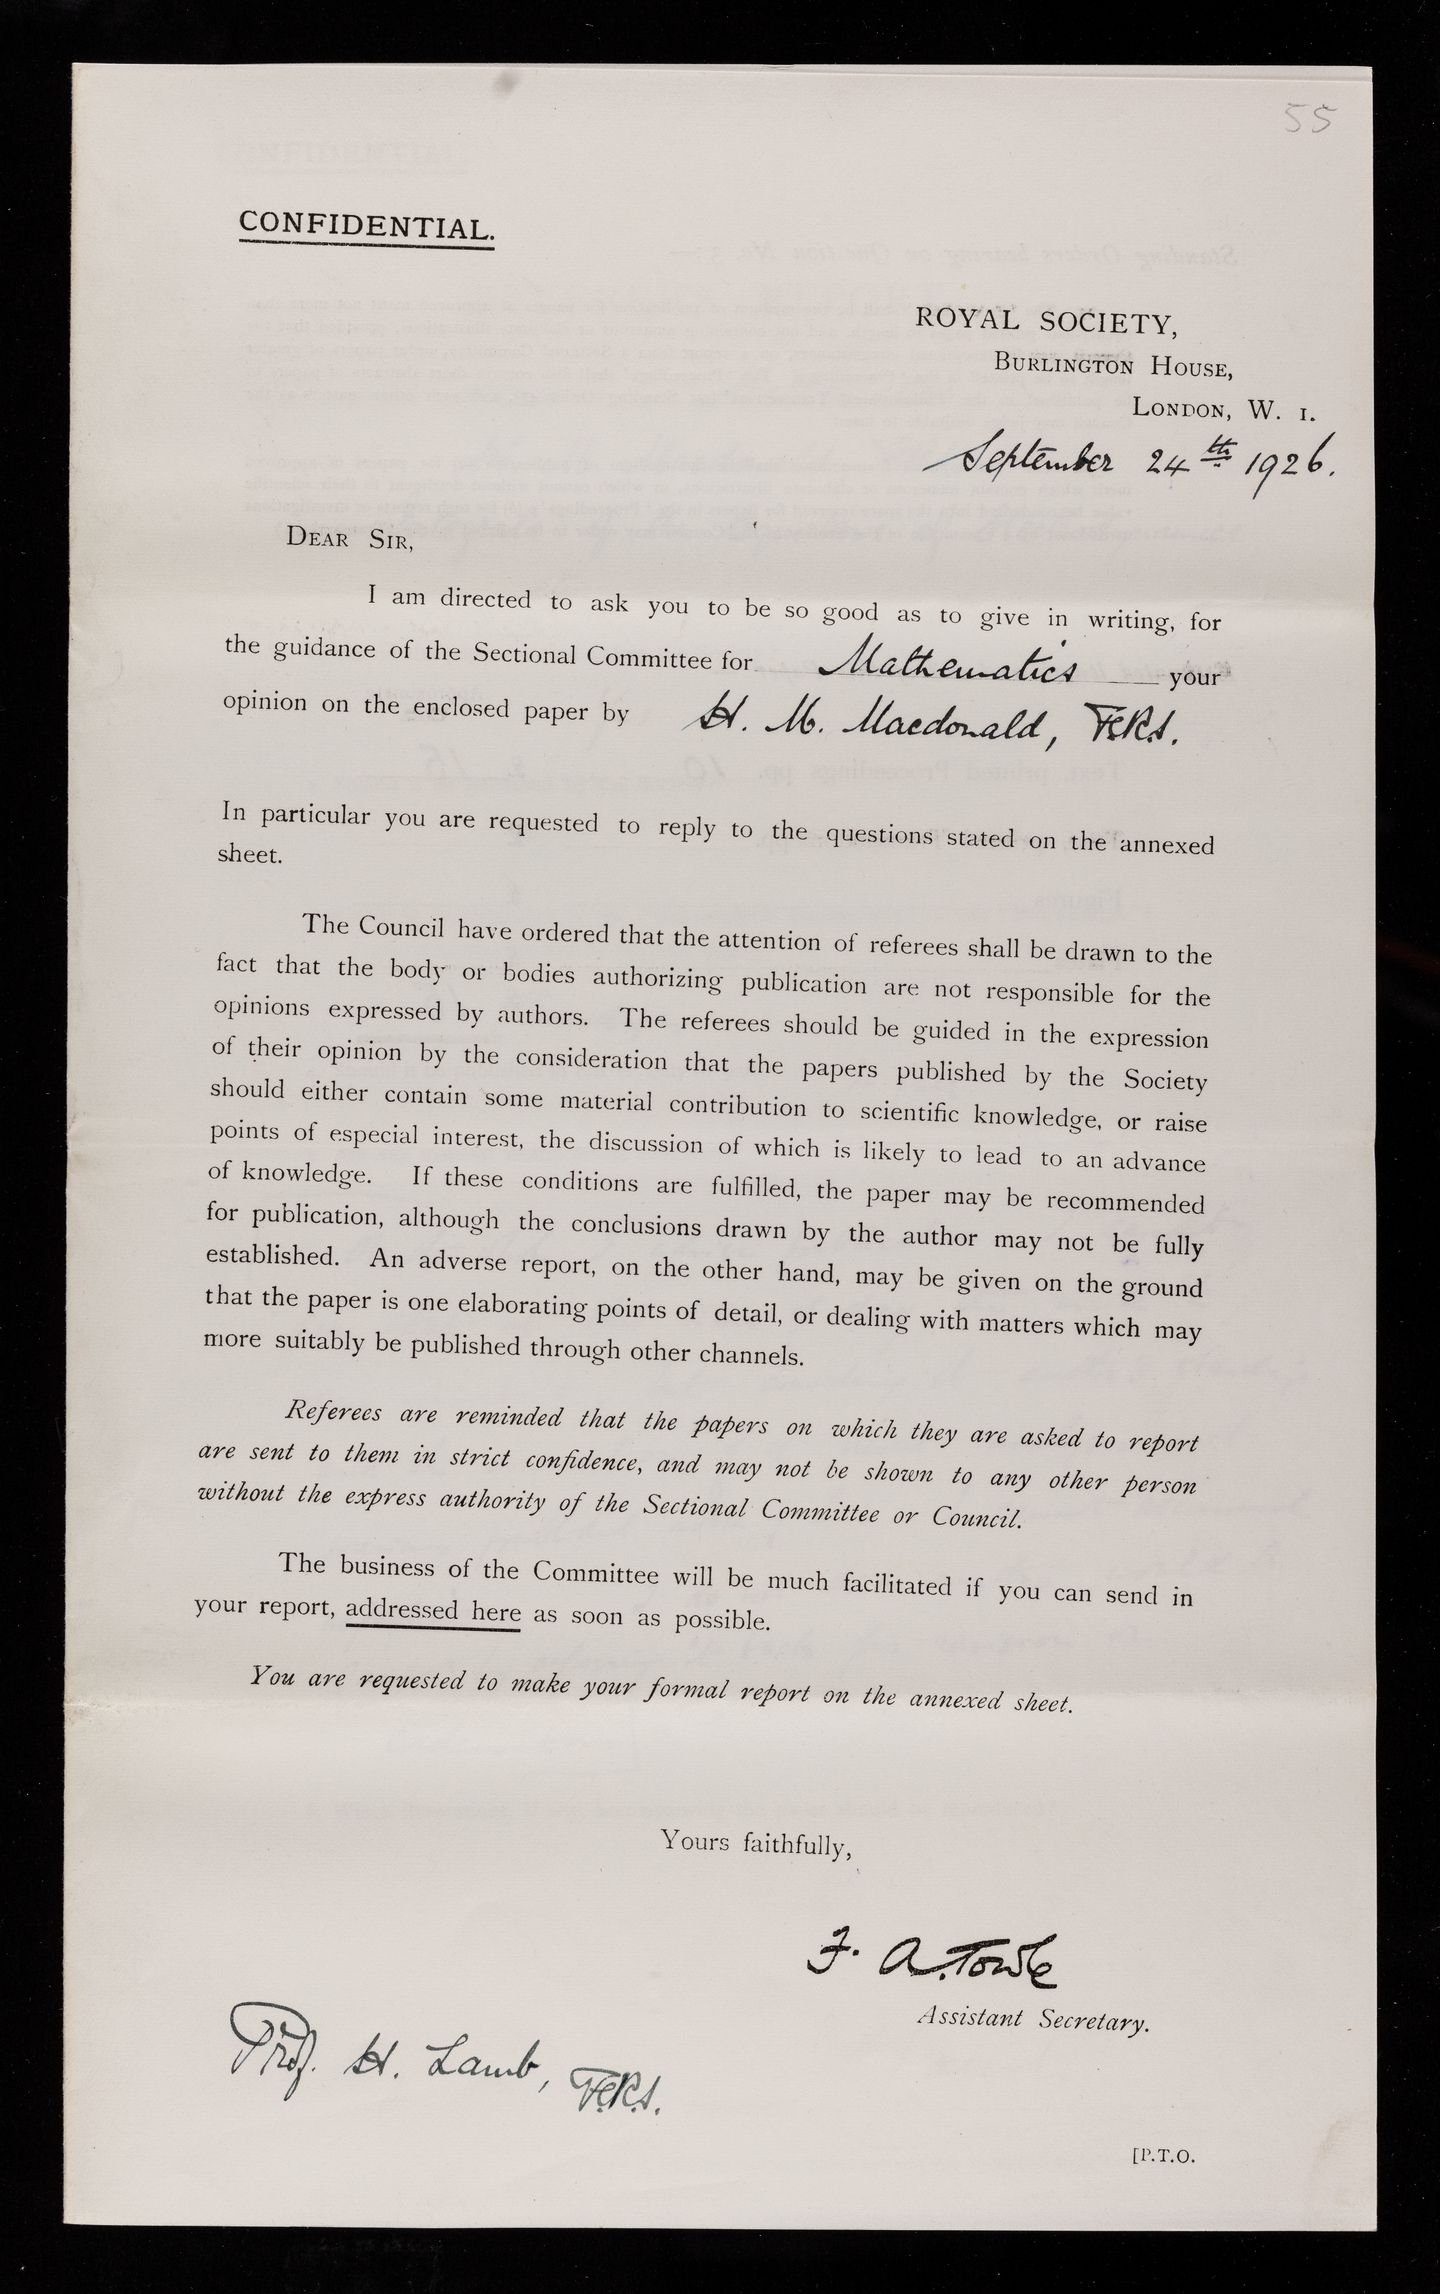 55
CONFIDENTIAL.
ROYAL SOCIETY,
BURLINGTON HOUSE,
LONDON, W. 1.
September 24th 1926.
DEAR SIR,
I am directed to ask you to be so good as to give in writing, for
the guidance of the Sectional Committee for Mathematics your
opinion on the enclosed paper by H. M. Macdonald, F.R.S.
In particular you are requested to reply to the questions stated on the annexed
sheet.
The Council have ordered that the attention of referees shall be drawn to the
fact that the body or bodies authorizing publication are not responsible for the
opinions expressed by authors. The referees should be guided in the expression
of their opinion by the consideration that the papers published by the Society
should either contain some material contribution to scientific knowledge, or raise
points of especial interest, the discussion of which is likely to lead to an advance
of knowledge. If these conditions are fulfilled, the paper may be recommended
for publication, although the conclusions drawn by the author may not be fully
established. An adverse report, on the other hand, may be given on the ground
that the paper is one elaborating points of detail, or dealing with matters which may
more suitably be published through other channels.
Referees are reminded that the papers on which they are asked to report
are sent to them in strict confidence, and may not be shown to any other person
without the express authority of the Sectional Committee or Council.
The business of the Committee will be much facilitated if you can send in
your report, addressed here as soon as possible.
You are requested to make your formal report on the annexed sheet.
Yours faithfully,
F. A. Towle
Assistant Secretary.
Prof. H. Lamb, F.R.S.
[P.T.O.